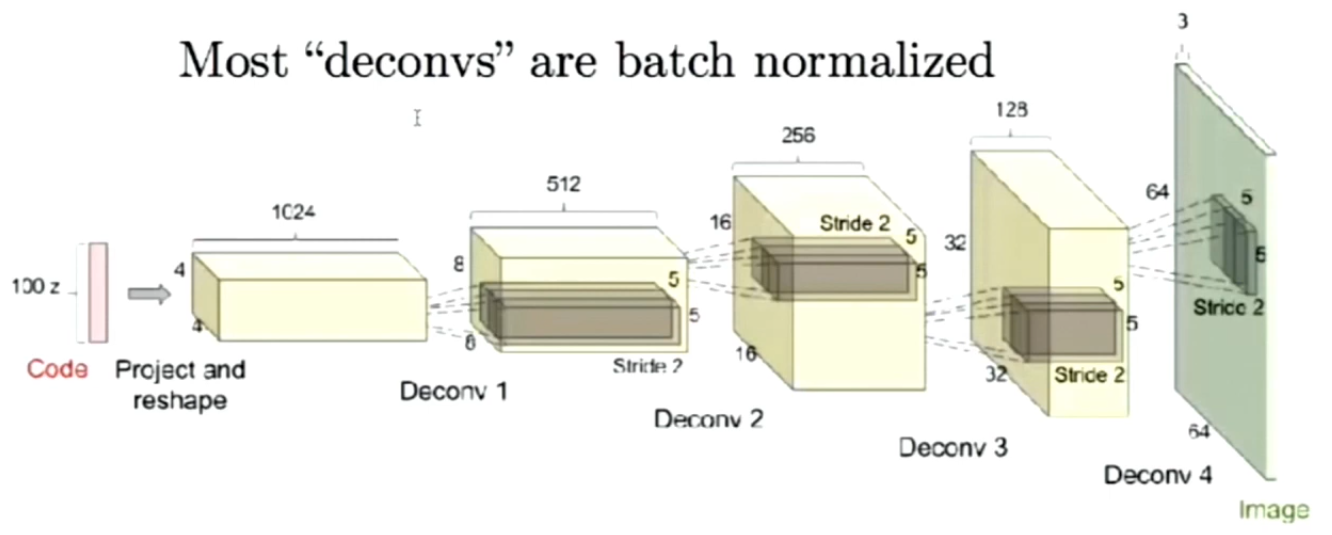 Most “deconvs” are batch normalized
3
128
256
512
1024
64
16
Stride 2
5
5
32
5
5
4
8
5
5
Stride 2
100 z
5
5
4
8
Stride 2
16
32
Stride 2
Code
Project and
reshape
Deconv 1
Deconv 2
Deconv 3
64
Deconv 4
Image